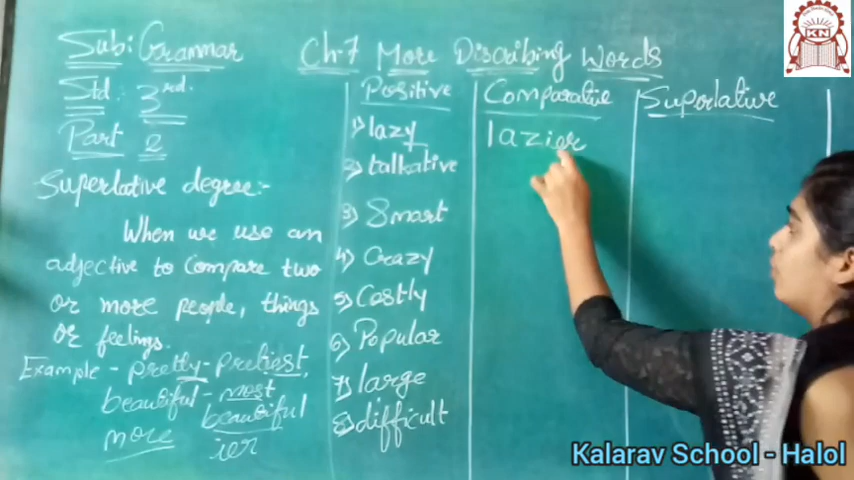 Sub: Grammar
Std: 3rd.
Part 2
Ch-7 More Discribing Words
Superlative degree:-
When we use an
adjective to compare two
or more people, things
or feelings.
Example - pretty - pretiest,
beautiful - most
beautiful
more ier
Positive
1) lazy
2) talkative
3) Smart
4) Crazy
5) Costly
6) Popular
7) large
8) difficult
Comparative
lazier
Superlative
KN
Kalarav School - Halol